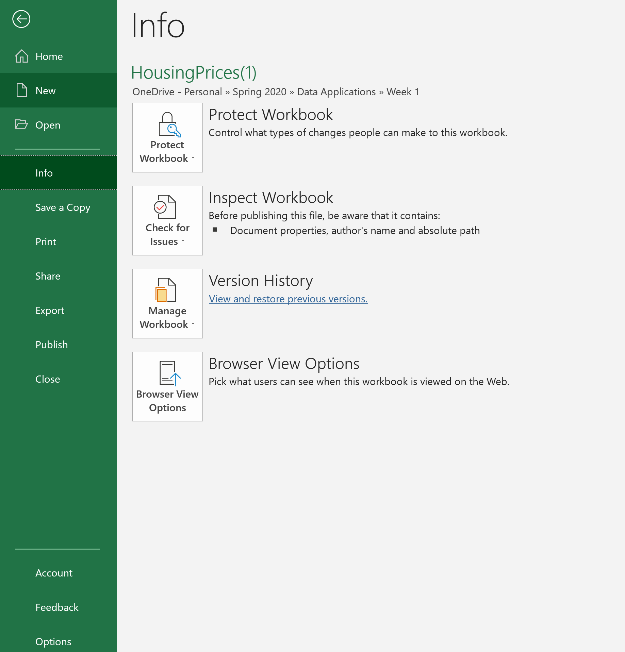 Info
Home
New
Open
Info
Save a Copy
Print
Share
Export
Publish
Close
Account
Feedback
Options
HousingPrices(1)
OneDrive - Personal » Spring 2020 » Data Applications » Week 1
Protect
Workbook
Protect Workbook
Control what types of changes people can make to this workbook.
Check for
Issues
Inspect Workbook
Before publishing this file, be aware that it contains:
Document properties, author's name and absolute path
Manage
Workbook
Version History
View and restore previous versions.
Browser View
Options
Browser View Options
Pick what users can see when this workbook is viewed on the Web.